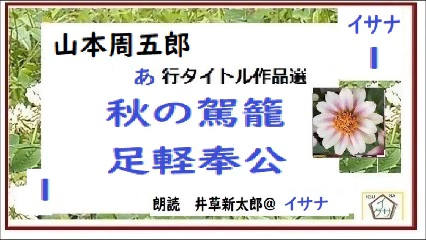 イサナ
山本周五郎
あ 行タイトル作品選
秋の駕籠
足軽奉公
朗読 井草新太郎@ イサナ